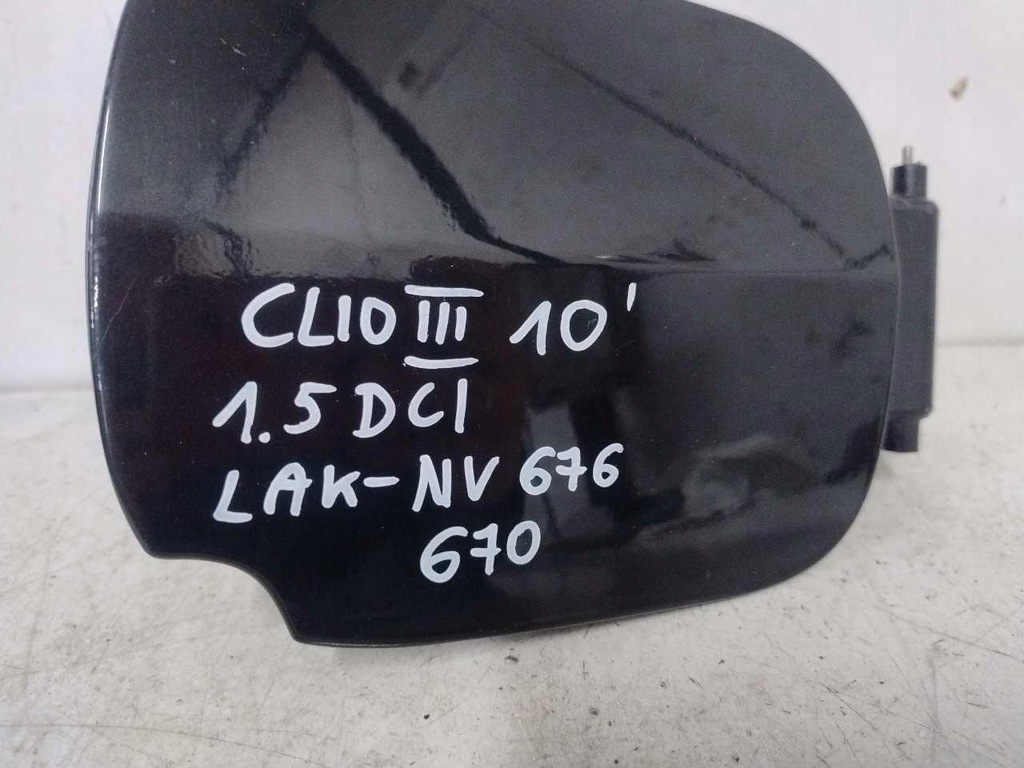 CLIO III 10'
1.5 DCI
LAK-NV 676
670